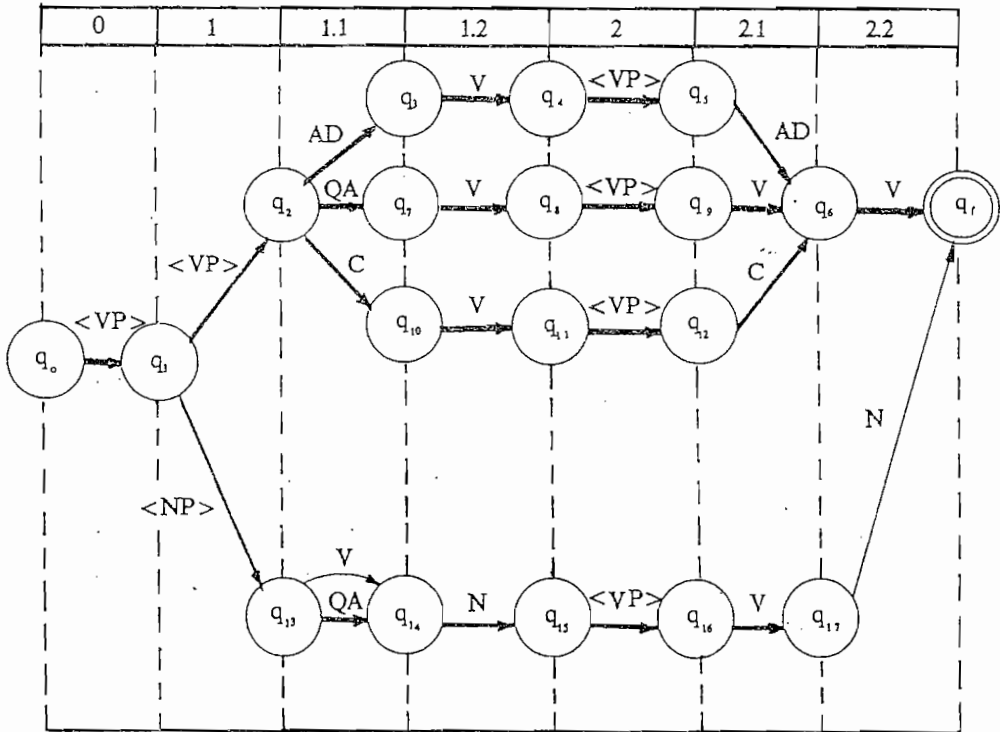 0 1 1.1 1.2 2 2.1 2.2
q3 V q4 <VP> q5
AD AD
q2 QA q7 V q8 <VP> q9 V q6 V qf
<VP> C C
q10 V q11 <VP> q12
<VP>
q0 q1
N
<NP>
V
q13 QA q14 N q15 <VP> q16 V q17